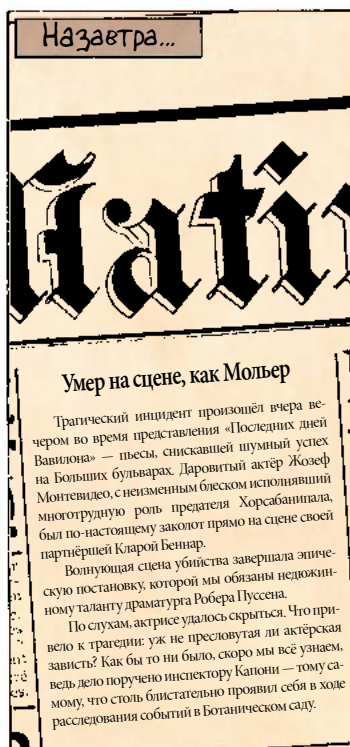 Назавтра...
Matin
Умер на сцене, как Мольер
Трагический инцидент произошёл вчера ве-
чером во время представления «Последних дней
Вавилона» — пьесы, снискавшей шумный успех
на Больших бульварах. Даровитый актёр Жозеф
Монтевидео, с неизменным блеском исполнявший
многотрудную роль предателя Хорсабанипала,
был по-настоящему заколот прямо на сцене своей
партнёршей Кларой Беннар.
Волнующая сцена убийства завершала эпиче-
скую постановку, которой мы обязаны недюжин-
ному таланту драматурга Робера Пуссена.
По слухам, актрисе удалось скрыться. Что при-
вело к трагедии: уж не пресловутая ли актёрская
зависть? Как бы то ни было, скоро мы всё узнаем,
ведь дело поручено инспектору Капони — тому са-
мому, что столь блистательно проявил себя в ходе
расследования событий в Ботаническом саду.